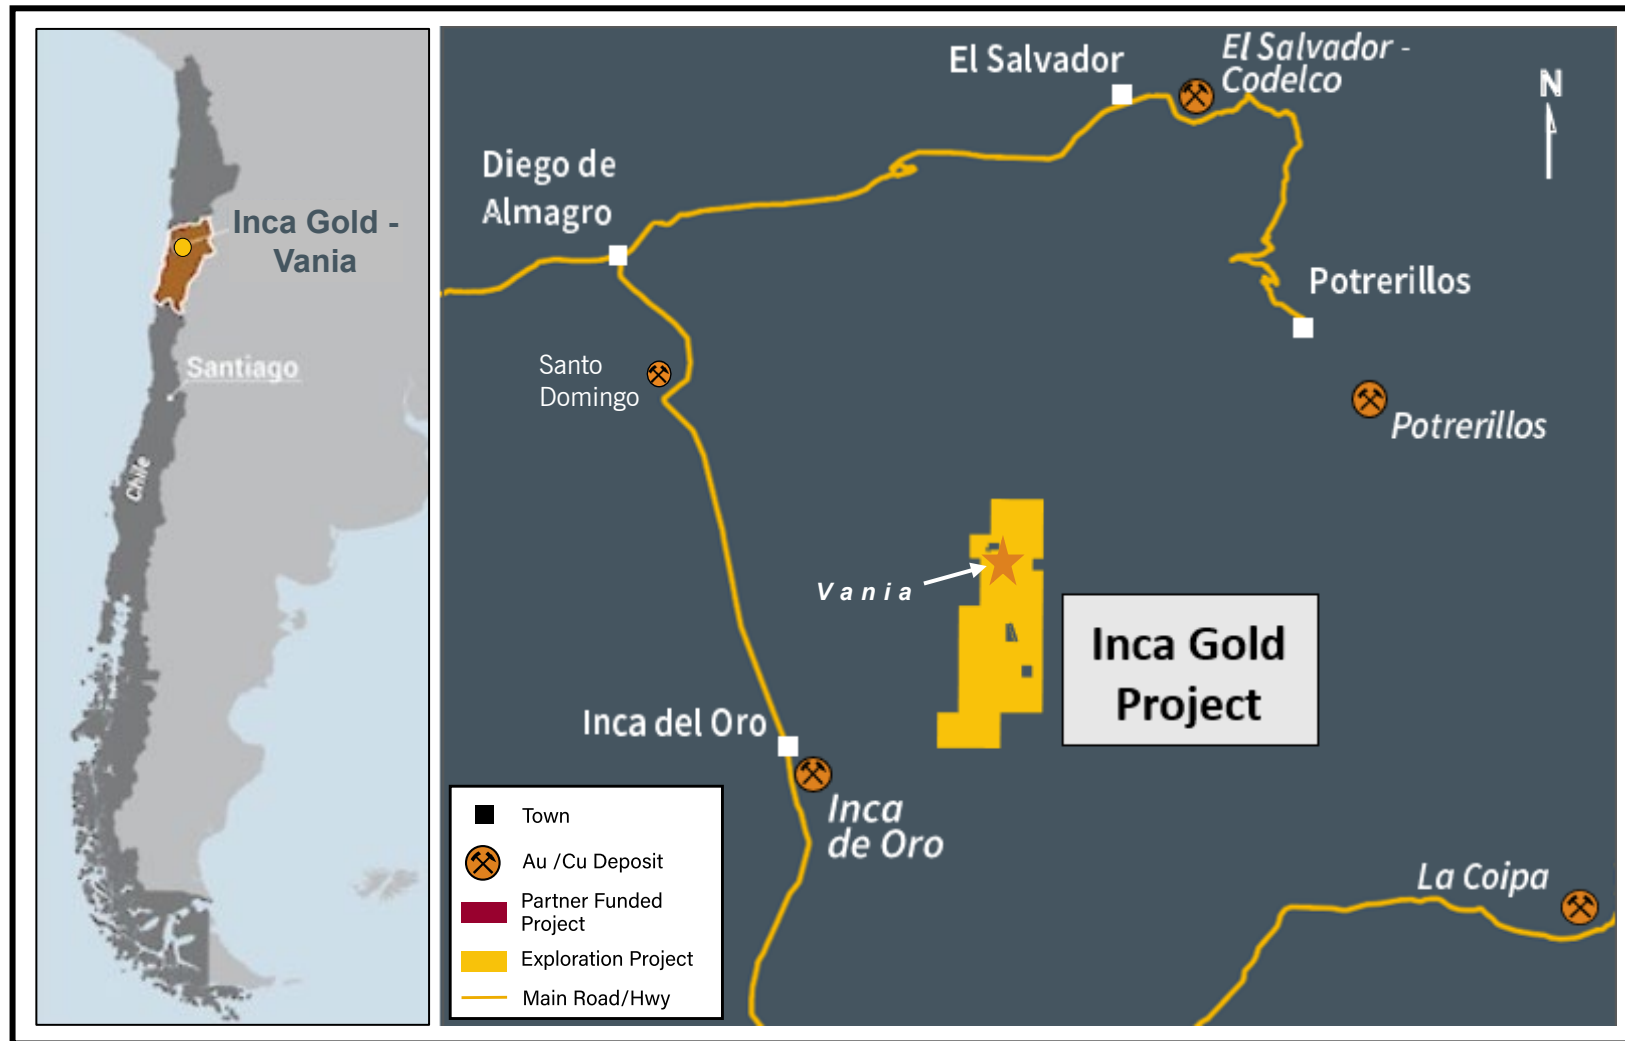 Inca Gold -
Vania
Santiago
Chile
El Salvador
El Salvador -
Codelco
N
Diego de
Almagro
Potrerillos
Santo
Domingo
Potrerillos
Vania
Inca Gold
Project
Inca del Oro
Inca
de Oro
La Coipa
Town
Au /Cu Deposit
Partner Funded
Project
Exploration Project
Main Road/Hwy